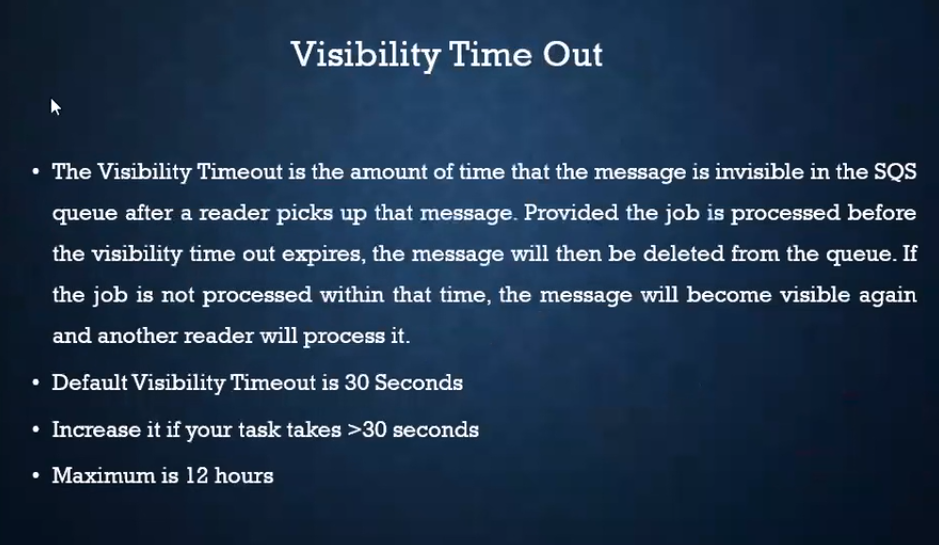 Visibility Time Out
• The Visibility Timeout is the amount of time that the message is invisible in the SQS
queue after a reader picks up that message. Provided the job is processed before
the visibility time out expires, the message will then be deleted from the queue. If
the job is not processed within that time, the message will become visible again
and another reader will process it.
• Default Visibility Timeout is 30 Seconds
• Increase it if your task takes >30 seconds
• Maximum is 12 hours